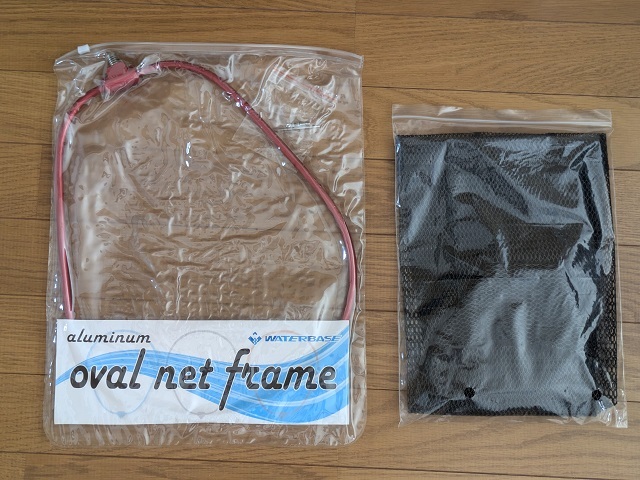 aluminum
WATERBASE
oval net frame